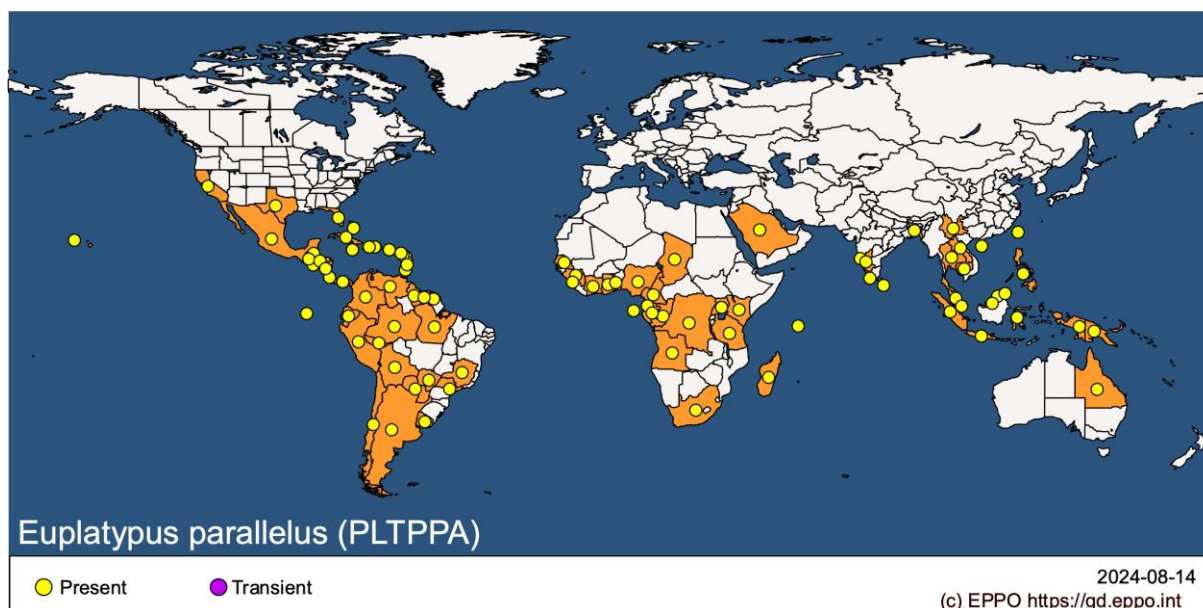 Euplatypus parallelus (PLTPPA)
Present
Transient
2024-08-14
(c) EPPO https://gd.eppo.int